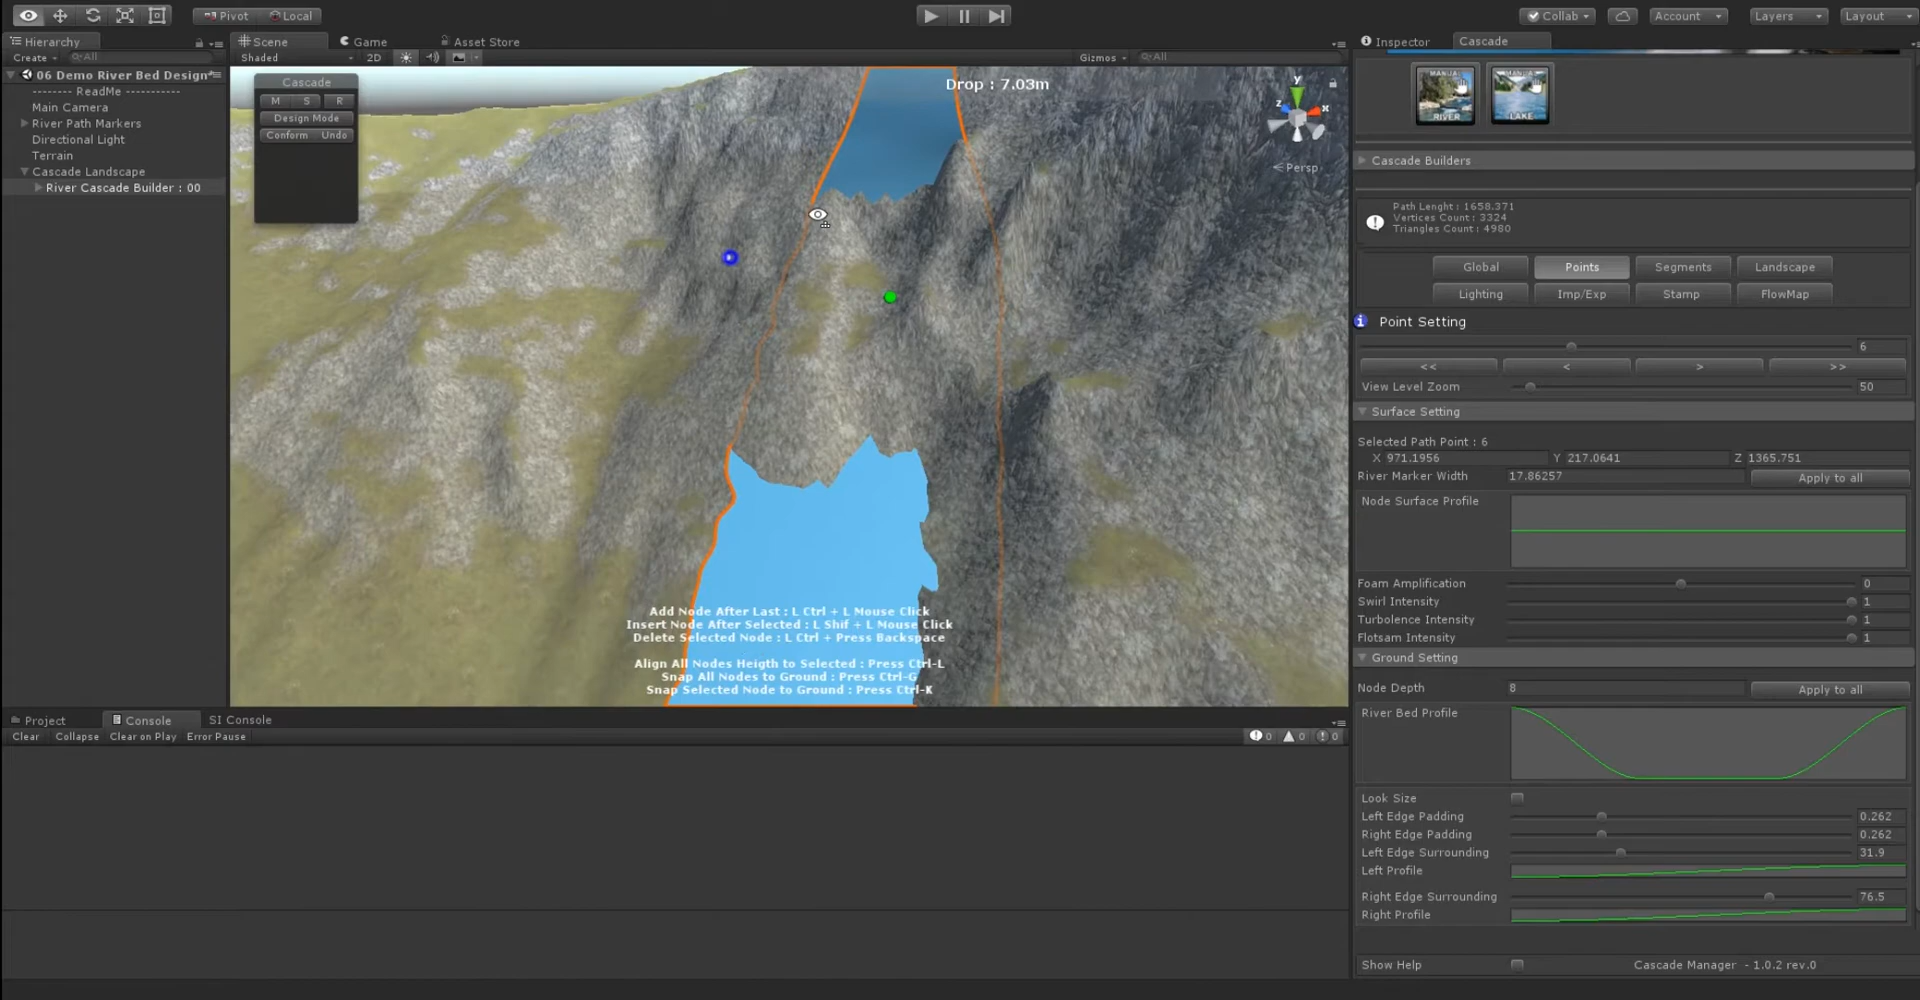 Pivot Local
Collab Account Layers Layout
Hierarchy
Create All
06 Demo River Bed Design
-------- ReadMe -----------
Main Camera
River Path Markers
Directional Light
Terrain
Cascade Landscape
River Cascade Builder : 00
Scene Game Asset Store
Shaded 2D Gizmos All
Cascade
M S R
Design Mode
Conform Undo
Drop : 7.03m
y
z x
Persp
Add Node After Last : L Ctrl + L Mouse Click
Insert Node After Selected : L Shif + L Mouse Click
Delete Selected Node : L Ctrl + Press Backspace
Align All Nodes Heigth to Selected : Press Ctrl-L
Snap All Nodes to Ground : Press Ctrl-G
Snap Selected Node to Ground : Press Ctrl-K
Project Console SI Console
Clear Collapse Clear on Play Error Pause
0 0 0
Inspector Cascade
RIVER LAKE
Cascade Builders
Path Lenght : 1658.371
Vertices Count : 3324
Triangles Count : 4980
Global Points Segments Landscape
Lighting Imp/Exp Stamp FlowMap
Point Setting
6
<< < > >>
View Level Zoom 50
Surface Setting
Selected Path Point : 6
X 971.1956 Y 217.0641 Z 1365.751
River Marker Width 17.86257 Apply to all
Node Surface Profile
Foam Amplification 0
Swirl Intensity 1
Turbolence Intensity 1
Flotsam Intensity 1
Ground Setting
Node Depth 8 Apply to all
River Bed Profile
Look Size
Left Edge Padding 0.262
Right Edge Padding 0.262
Left Edge Surrounding 31.9
Left Profile
Right Edge Surrounding 76.5
Right Profile
Show Help Cascade Manager - 1.0.2 rev.0